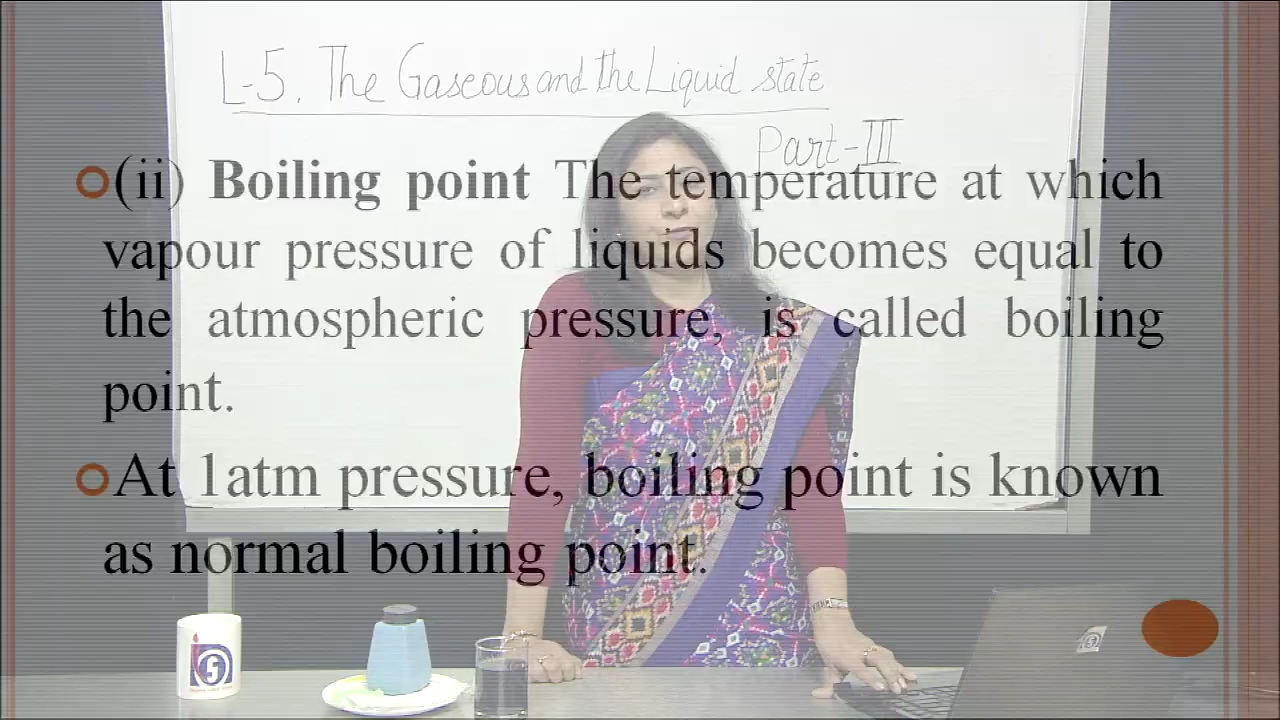 L-5. The Gaseous and the Liquid state
Part-III
(ii) Boiling point The temperature at which
vapour pressure of liquids becomes equal to
the atmospheric pressure, is called boiling
point.
At 1atm pressure, boiling point is known
as normal boiling point.
5